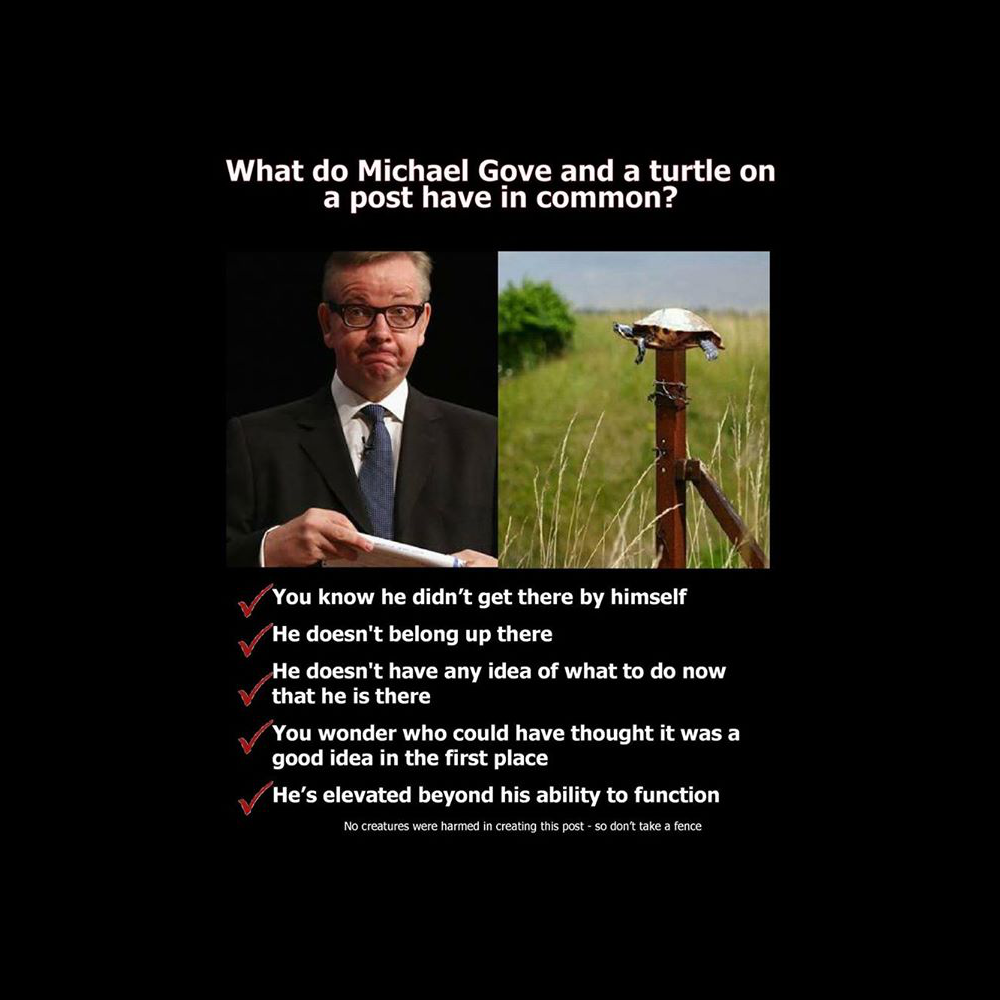 What do Michael Gove and a turtle on
a post have in common?
You know he didn’t get there by himself
He doesn't belong up there
He doesn't have any idea of what to do now
that he is there
You wonder who could have thought it was a
good idea in the first place
He’s elevated beyond his ability to function
No creatures were harmed in creating this post - so don’t take a fence